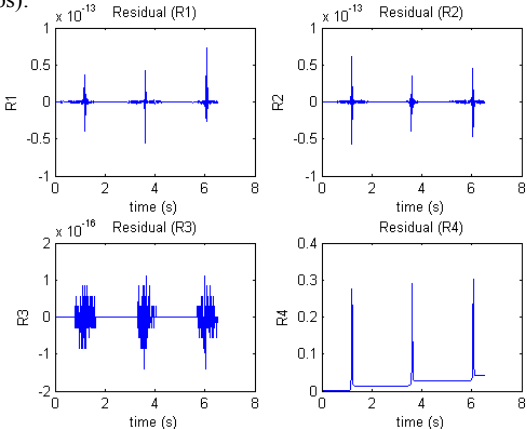 os).
x 10^-13 Residual (R1)
1
0.5
0
-0.5
-1
R1
0 2 4 6 8
time (s)
x 10^-13 Residual (R2)
1
0.5
0
-0.5
-1
R2
0 2 4 6 8
time (s)
x 10^-16 Residual (R3)
2
1
0
-1
-2
R3
0 2 4 6 8
time (s)
Residual (R4)
0.4
0.3
0.2
0.1
0
R4
0 2 4 6 8
time (s)